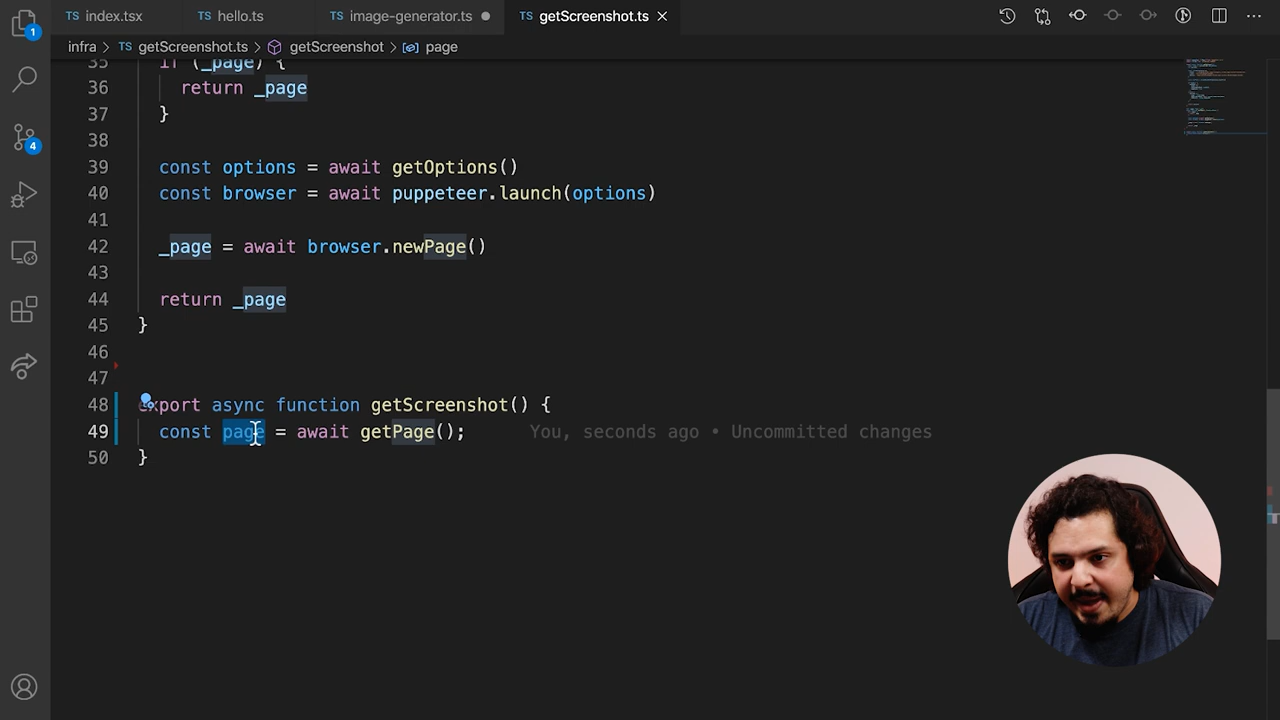 TS index.tsx TS hello.ts TS image-generator.ts TS getScreenshot.ts
infra > TS getScreenshot.ts > getScreenshot > page
35 if (_page) {
36 return _page
37 }
38
39 const options = await getOptions()
40 const browser = await puppeteer.launch(options)
41
42 _page = await browser.newPage()
43
44 return _page
45 }
46
47
48 export async function getScreenshot() {
49 const page = await getPage(); You, seconds ago • Uncommitted changes
50 }
1
4